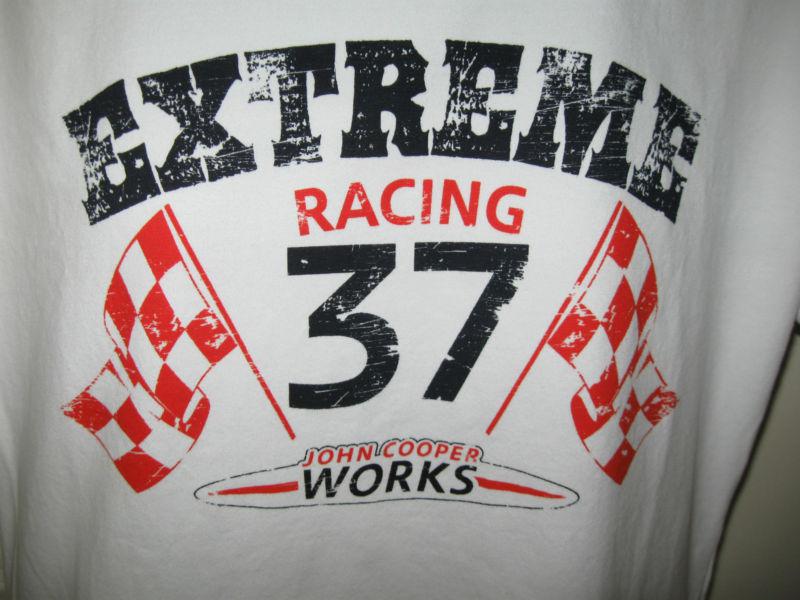 EXTREME
RACING
37
JOHN COOPER
WORKS